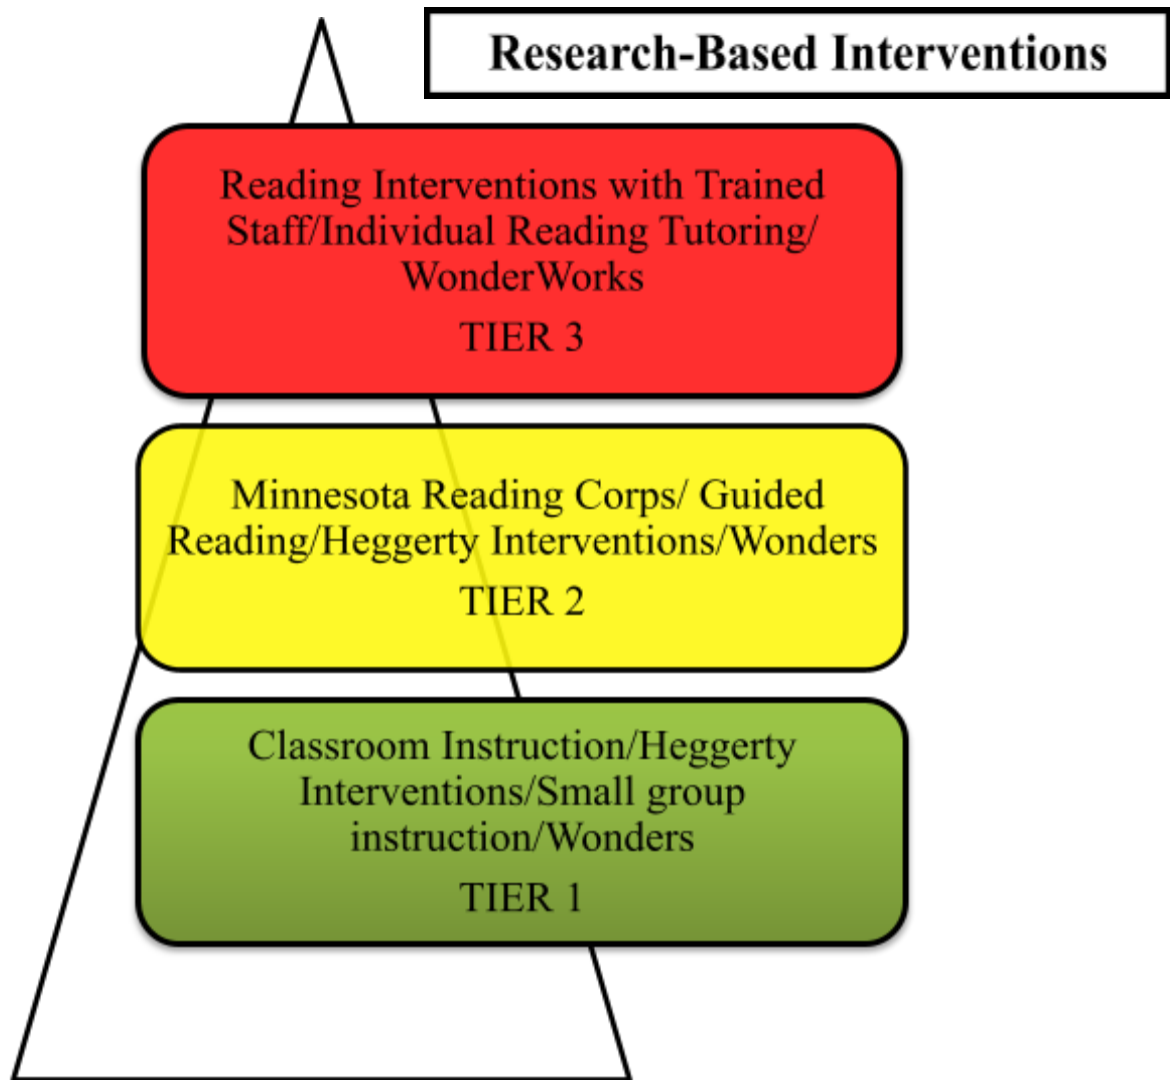 Research-Based Interventions
Reading Interventions with Trained
Staff/Individual Reading Tutoring/
WonderWorks
TIER 3
Minnesota Reading Corps/ Guided
Reading/Heggerty Interventions/Wonders
TIER 2
Classroom Instruction/Heggerty
Interventions/Small group
instruction/Wonders
TIER 1